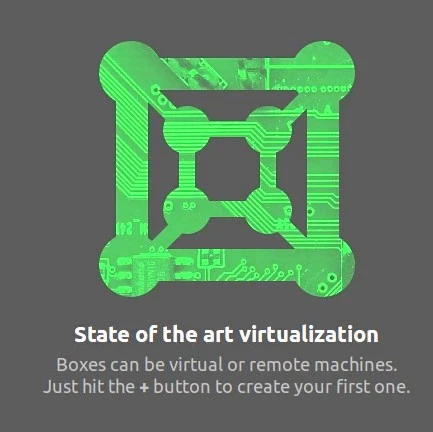 State of the art virtualization
Boxes can be virtual or remote machines.
Just hit the + button to create your first one.